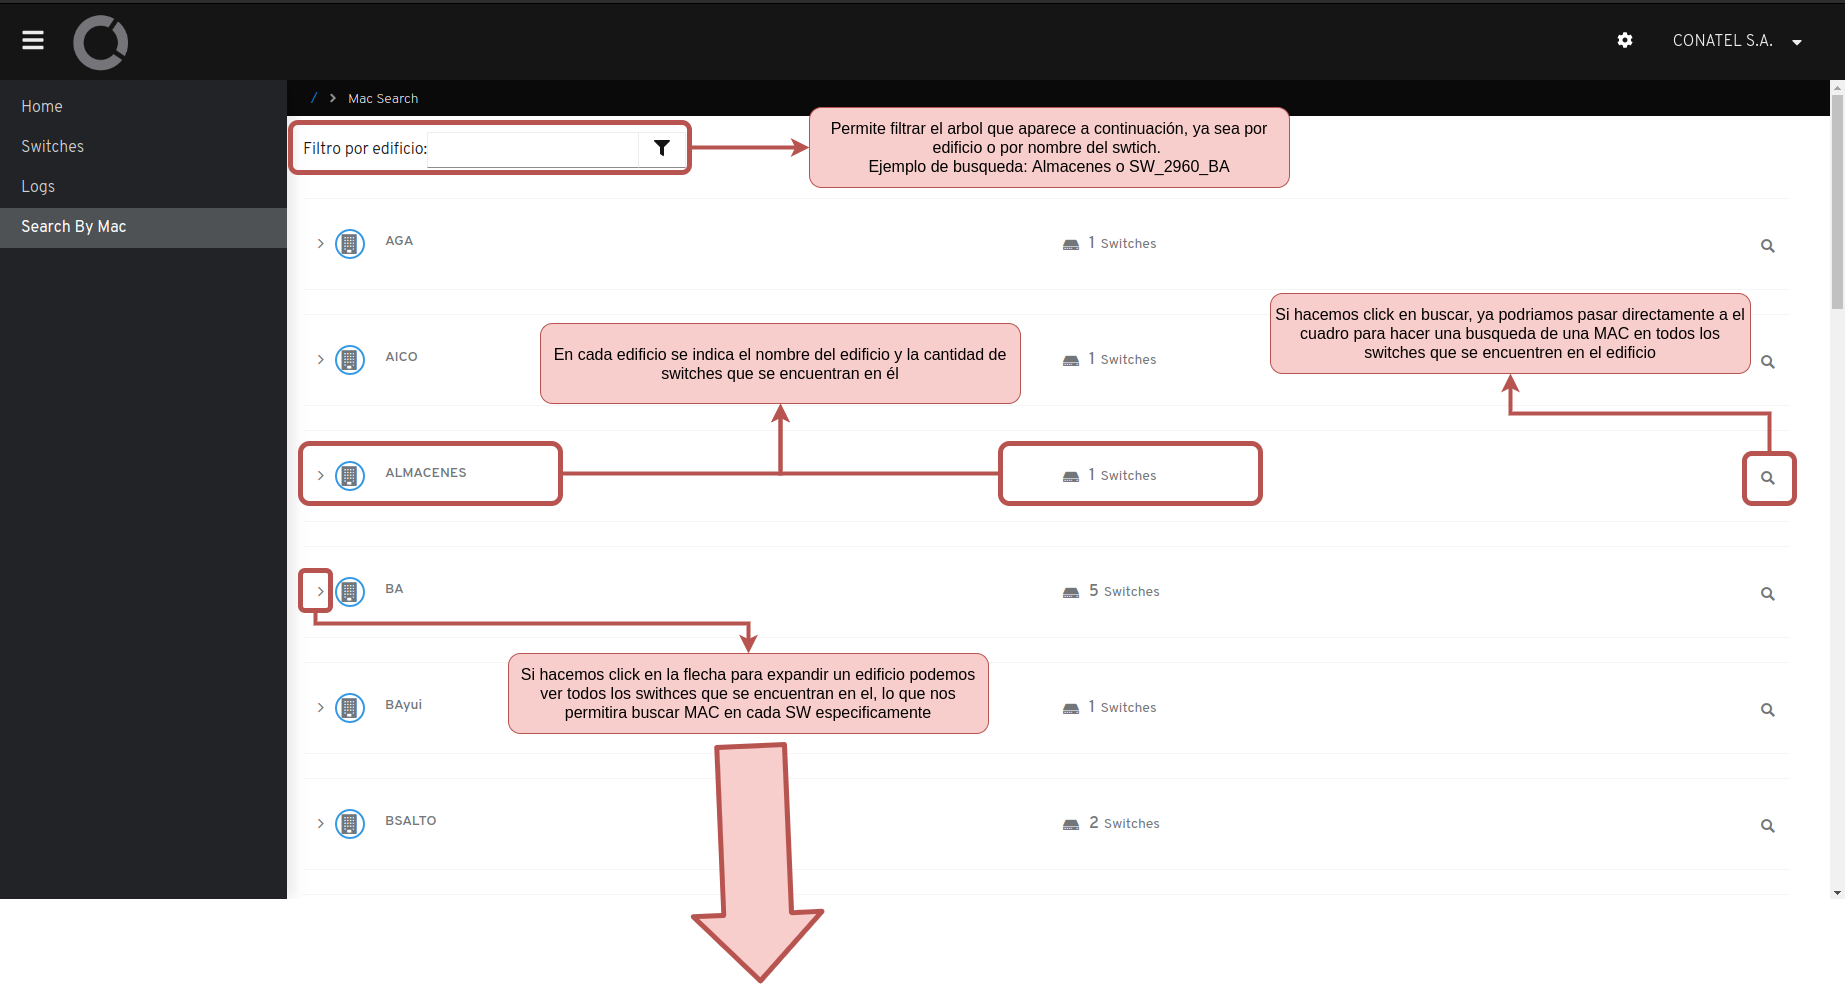 CONATEL S.A.
Home
Switches
Logs
Search By Mac
/ > Mac Search
Filtro por edificio:
Permite filtrar el arbol que aparece a continuación, ya sea por
edificio o por nombre del swtich.
Ejemplo de busqueda: Almacenes o SW_2960_BA
AGA
1 Switches
Si hacemos click en buscar, ya podriamos pasar directamente a el
cuadro para hacer una busqueda de una MAC en todos los
switches que se encuentren en el edificio
En cada edificio se indica el nombre del edificio y la cantidad de
switches que se encuentran en él
AICO
1 Switches
ALMACENES
1 Switches
BA
5 Switches
Si hacemos click en la flecha para expandir un edificio podemos
ver todos los swithces que se encuentran en el, lo que nos
permitira buscar MAC en cada SW especificamente
BAyui
1 Switches
BSALTO
2 Switches